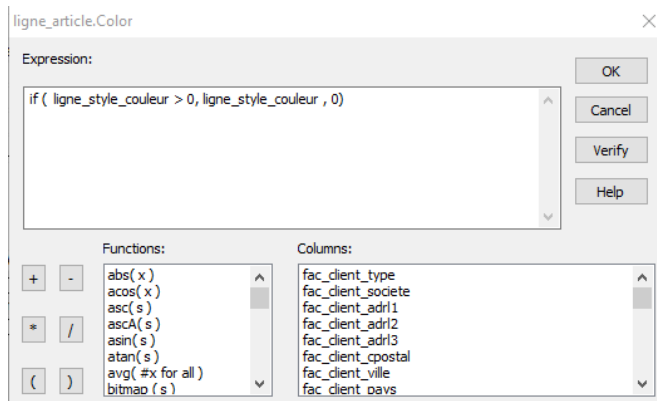 ligne_article.Color
Expression:
if ( ligne_style_couleur > 0, ligne_style_couleur , 0)
OK
Cancel
Verify
Help
Functions:
Columns:
+ -
* /
( )
abs( x )
acos( x )
asc( s )
ascA( s )
asin( s )
atan( s )
avg( #x for all )
bitmap ( s )
fac_client_type
fac_client_societe
fac_client_adrl1
fac_client_adrl2
fac_client_adrl3
fac_client_cpostal
fac_client_ville
fac_client_pays